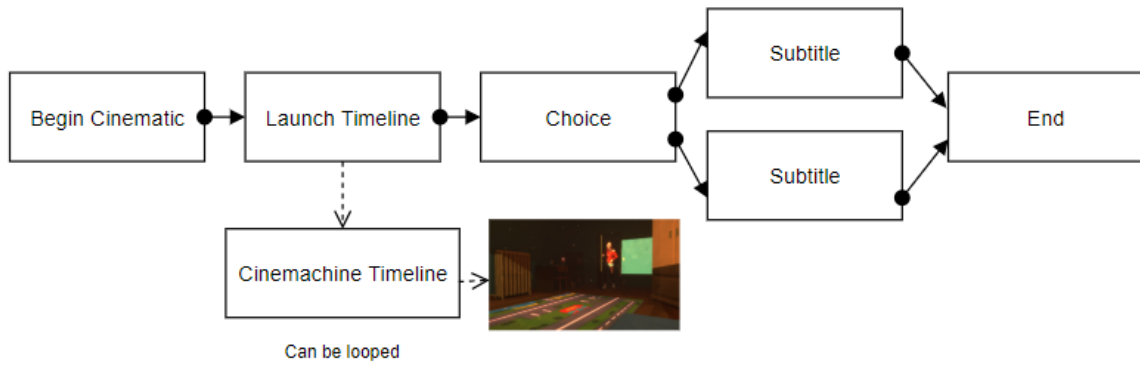 Begin Cinematic
Launch Timeline
Choice
Subtitle
Subtitle
End
Cinemachine Timeline
Can be looped